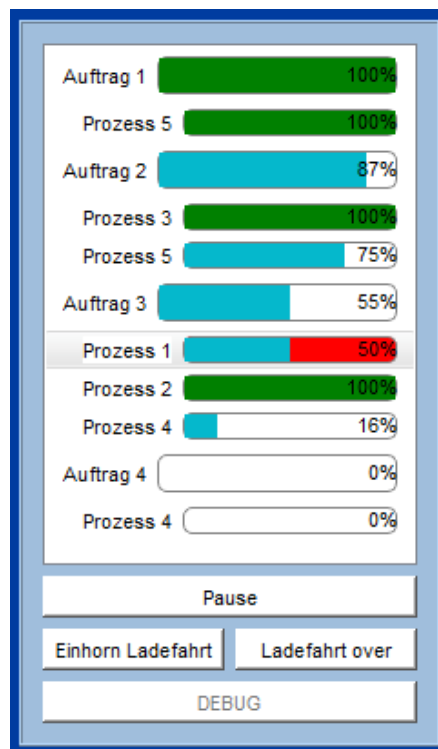 Auftrag 1 100%
Prozess 5 100%
Auftrag 2 87%
Prozess 3 100%
Prozess 5 75%
Auftrag 3 55%
Prozess 1 50%
Prozess 2 100%
Prozess 4 16%
Auftrag 4 0%
Prozess 4 0%
Pause
Einhorn Ladefahrt Ladefahrt over
DEBUG